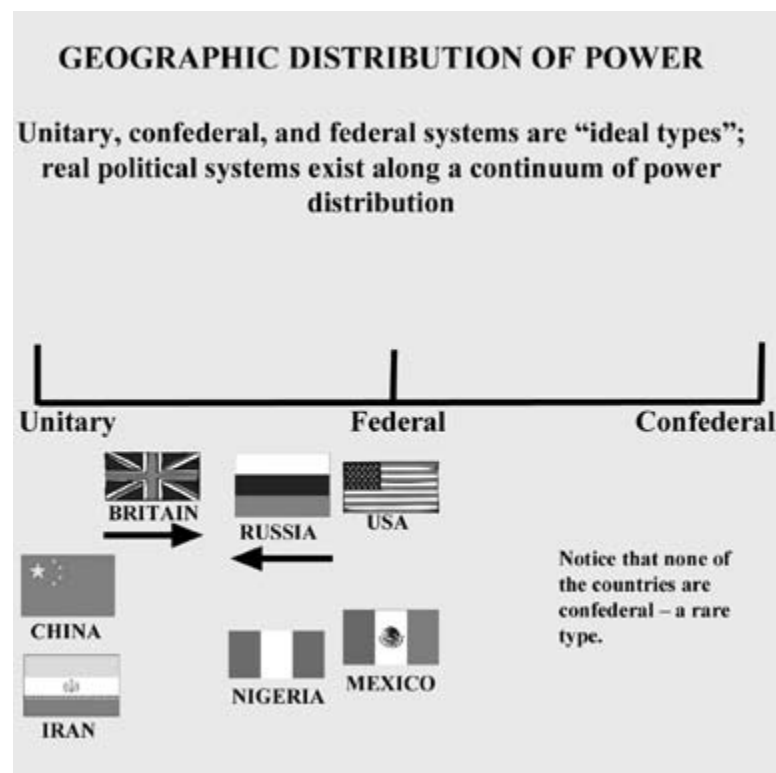 GEOGRAPHIC DISTRIBUTION OF POWER
Unitary, confederal, and federal systems are “ideal types”;
real political systems exist along a continuum of power
distribution
Unitary
Federal
Confederal
BRITAIN
RUSSIA
USA
CHINA
IRAN
NIGERIA
MEXICO
Notice that none of
the countries are
confederal – a rare
type.